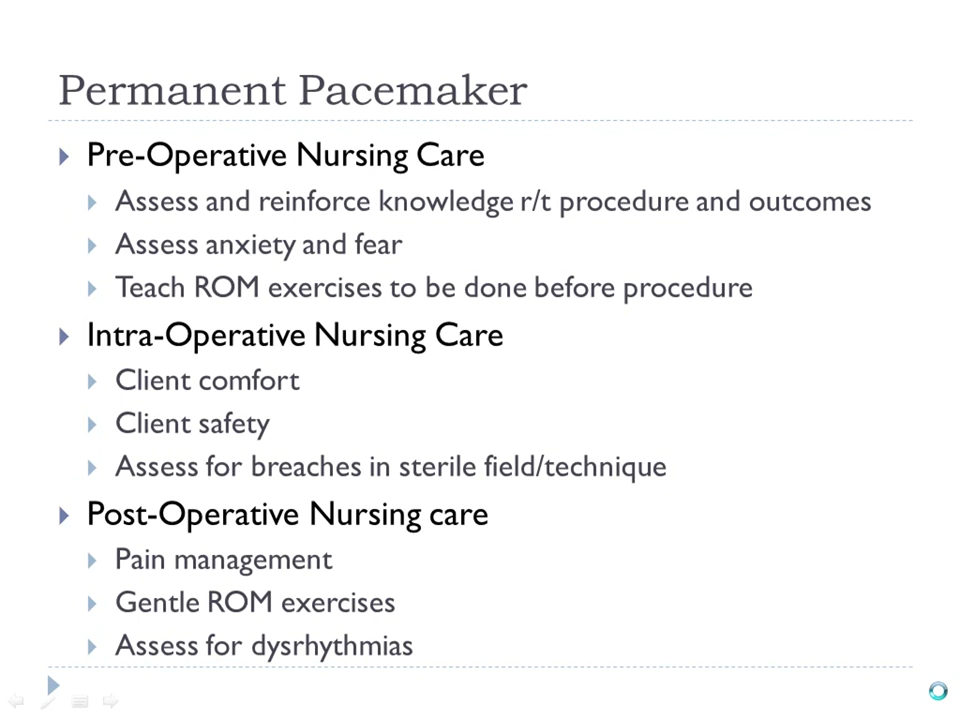 Permanent Pacemaker
Pre-Operative Nursing Care
Assess and reinforce knowledge r/t procedure and outcomes
Assess anxiety and fear
Teach ROM exercises to be done before procedure
Intra-Operative Nursing Care
Client comfort
Client safety
Assess for breaches in sterile field/technique
Post-Operative Nursing care
Pain management
Gentle ROM exercises
Assess for dysrhythmias